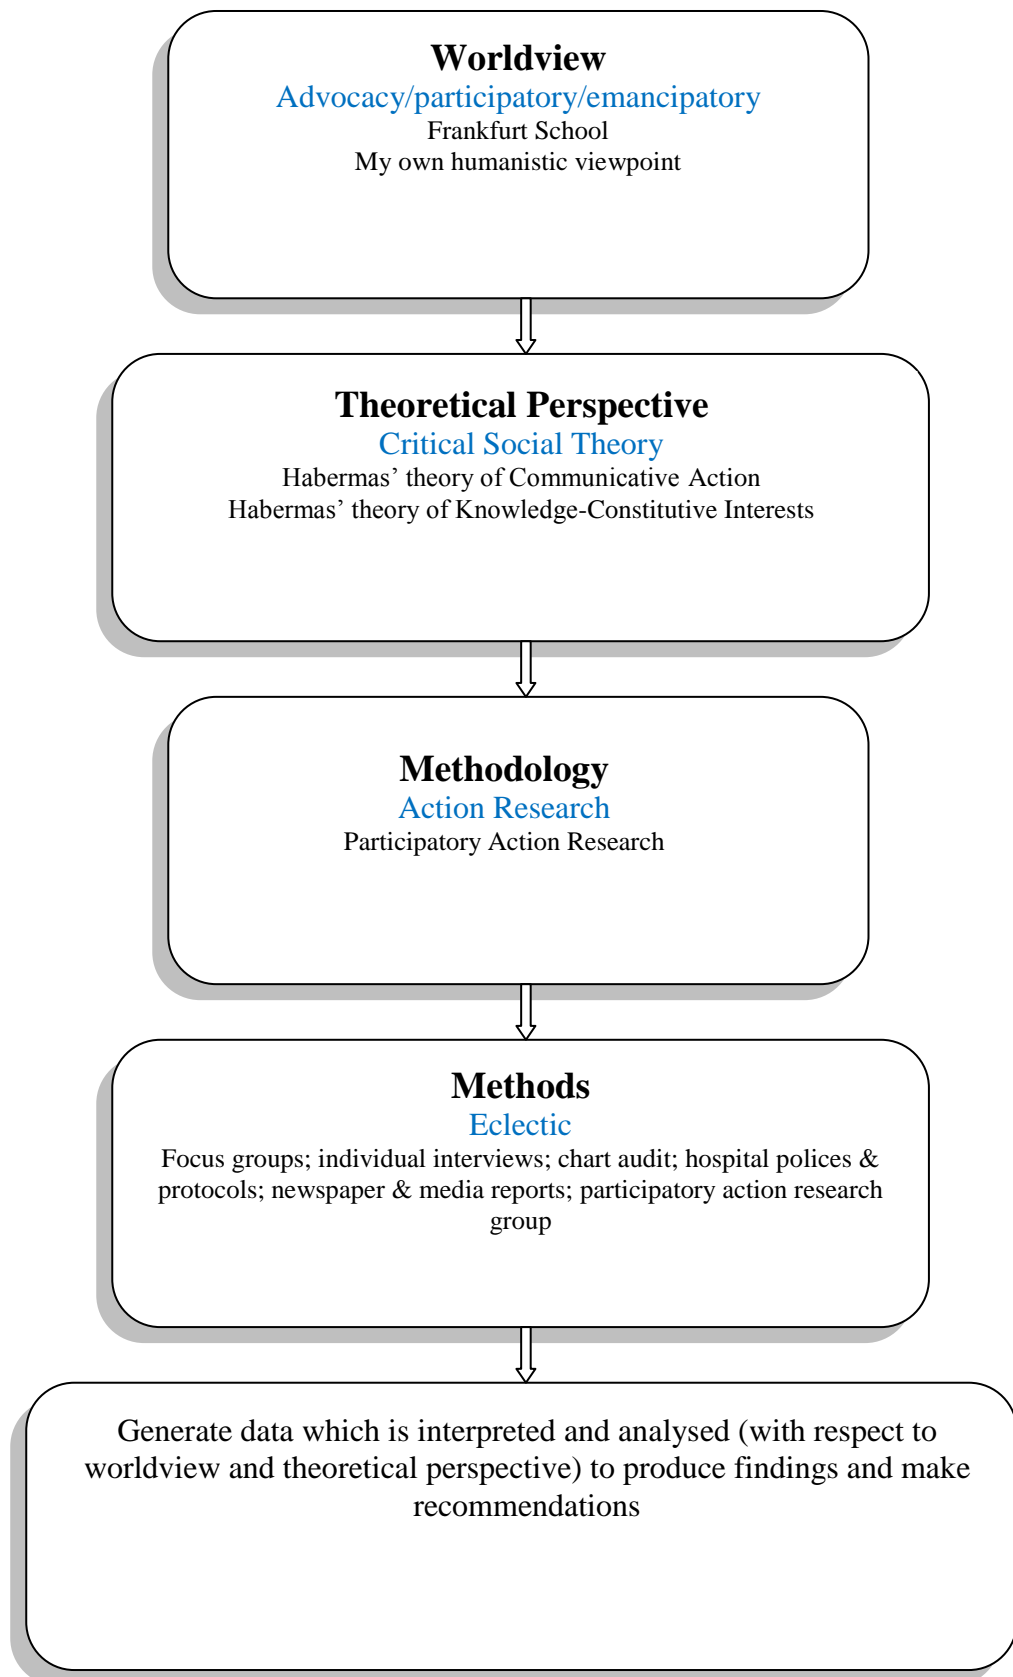 Worldview
Advocacy/participatory/emancipatory
Frankfurt School
My own humanistic viewpoint
Theoretical Perspective
Critical Social Theory
Habermas’ theory of Communicative Action
Habermas’ theory of Knowledge-Constitutive Interests
Methodology
Action Research
Participatory Action Research
Methods
Eclectic
Focus groups; individual interviews; chart audit; hospital polices &
protocols; newspaper & media reports; participatory action research
group
Generate data which is interpreted and analysed (with respect to
worldview and theoretical perspective) to produce findings and make
recommendations